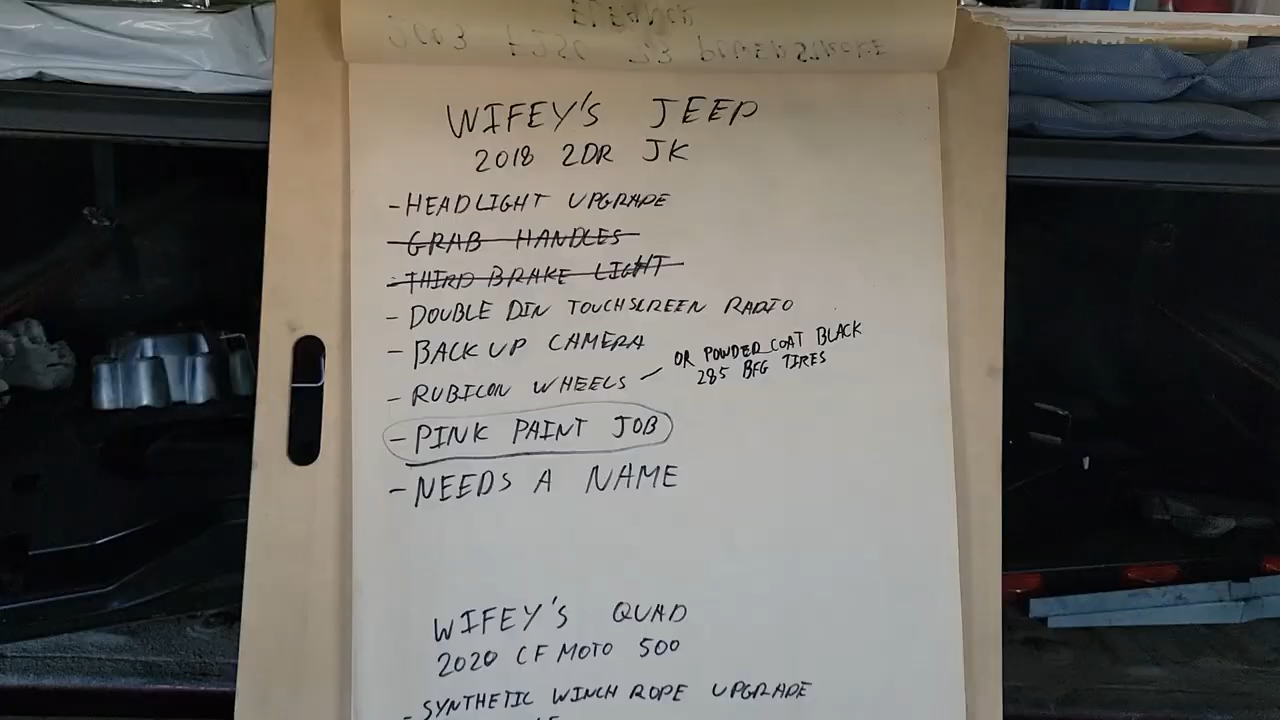 WIFEY'S JEEP
2018 2DR JK
- HEADLIGHT UPGRADE
- GRAB HANDLES
- THIRD BRAKE LIGHT
- DOUBLE DIN TOUCHSCREEN RADIO
- BACK UP CAMERA
- RUBICON WHEELS — OR POWDER COAT BLACK
285 BFG TIRES
- PINK PAINT JOB
- NEEDS A NAME
WIFEY'S QUAD
2020 CF MOTO 500
- SYNTHETIC WINCH ROPE UPGRADE